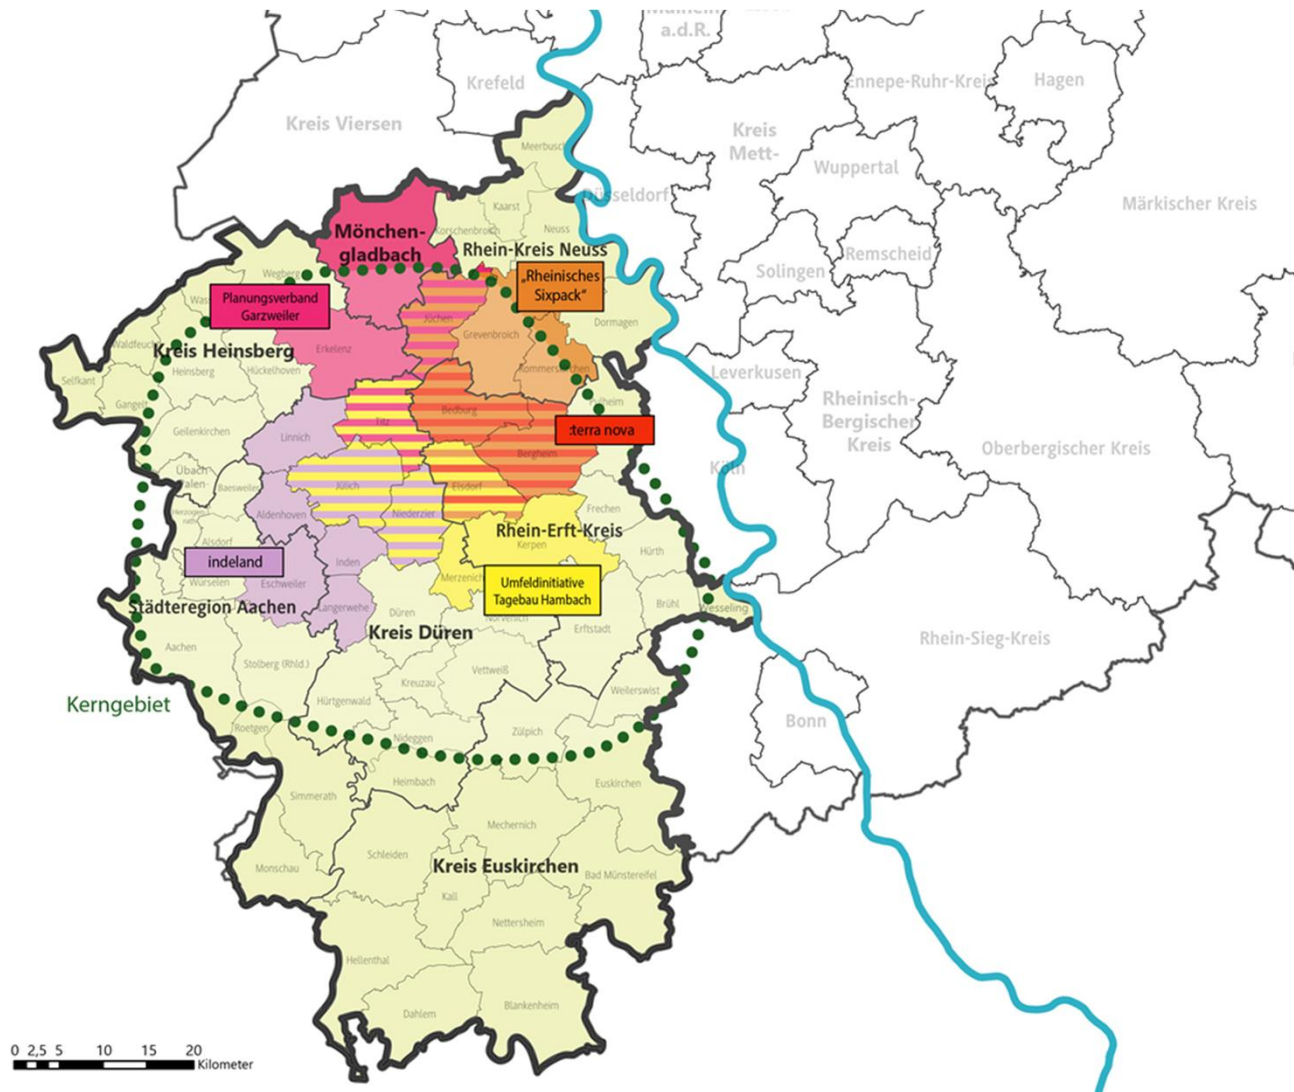 a.d.R.
Krefeld
Ennepe-Ruhr-Kreis
Hagen
Kreis Viersen
Kreis
Mett-
Meerbusch
Wuppertal
Düsseldorf
Märkischer Kreis
Kaarst
Mönchen-
gladbach
Korschenbroich
Neuss
Rhein-Kreis Neuss
Remscheid
Solingen
Wegberg
„Rheinisches
Sixpack“
Planungsverband
Garzweiler
Jüchen
Dormagen
Grevenbroich
Waldfeucht
Kreis Heinsberg
Erkelenz
Heinsberg
Hückelhoven
Rommerskirchen
Leverkusen
Selfkant
Gangelt
Pulheim
Rheinisch-
Bergischer
Kreis
Bedburg
Titz
:terra nova
Geilenkirchen
Linnich
Bergheim
Oberbergischer Kreis
Köln
Übach
Palen-
Baesweiler
Jülich
Elsdorf
Herzogen-
rath
Aldenhoven
Niederzier
Frechen
Rhein-Erft-Kreis
Kerpen
Alsdorf
indeland
Inden
Hürth
Würselen
Eschweiler
Merzenich
Umfeldinitiative
Tagebau Hambach
Städteregion Aachen
Langerwehe
Düren
Nörvenich
Brühl
Wesseling
Kreis Düren
Erftstadt
Rhein-Sieg-Kreis
Aachen
Stolberg (Rhld.)
Vettweiß
Kreuzau
Weilerswist
Kerngebiet
Hürtgenwald
Bonn
Roetgen
Nideggen
Zülpich
Heimbach
Euskirchen
Simmerath
Mechernich
Schleiden
Monschau
Kreis Euskirchen
Bad Münstereifel
Kall
Nettersheim
Hellenthal
Blankenheim
Dahlem
0 2,5 5 10 15 20
Kilometer